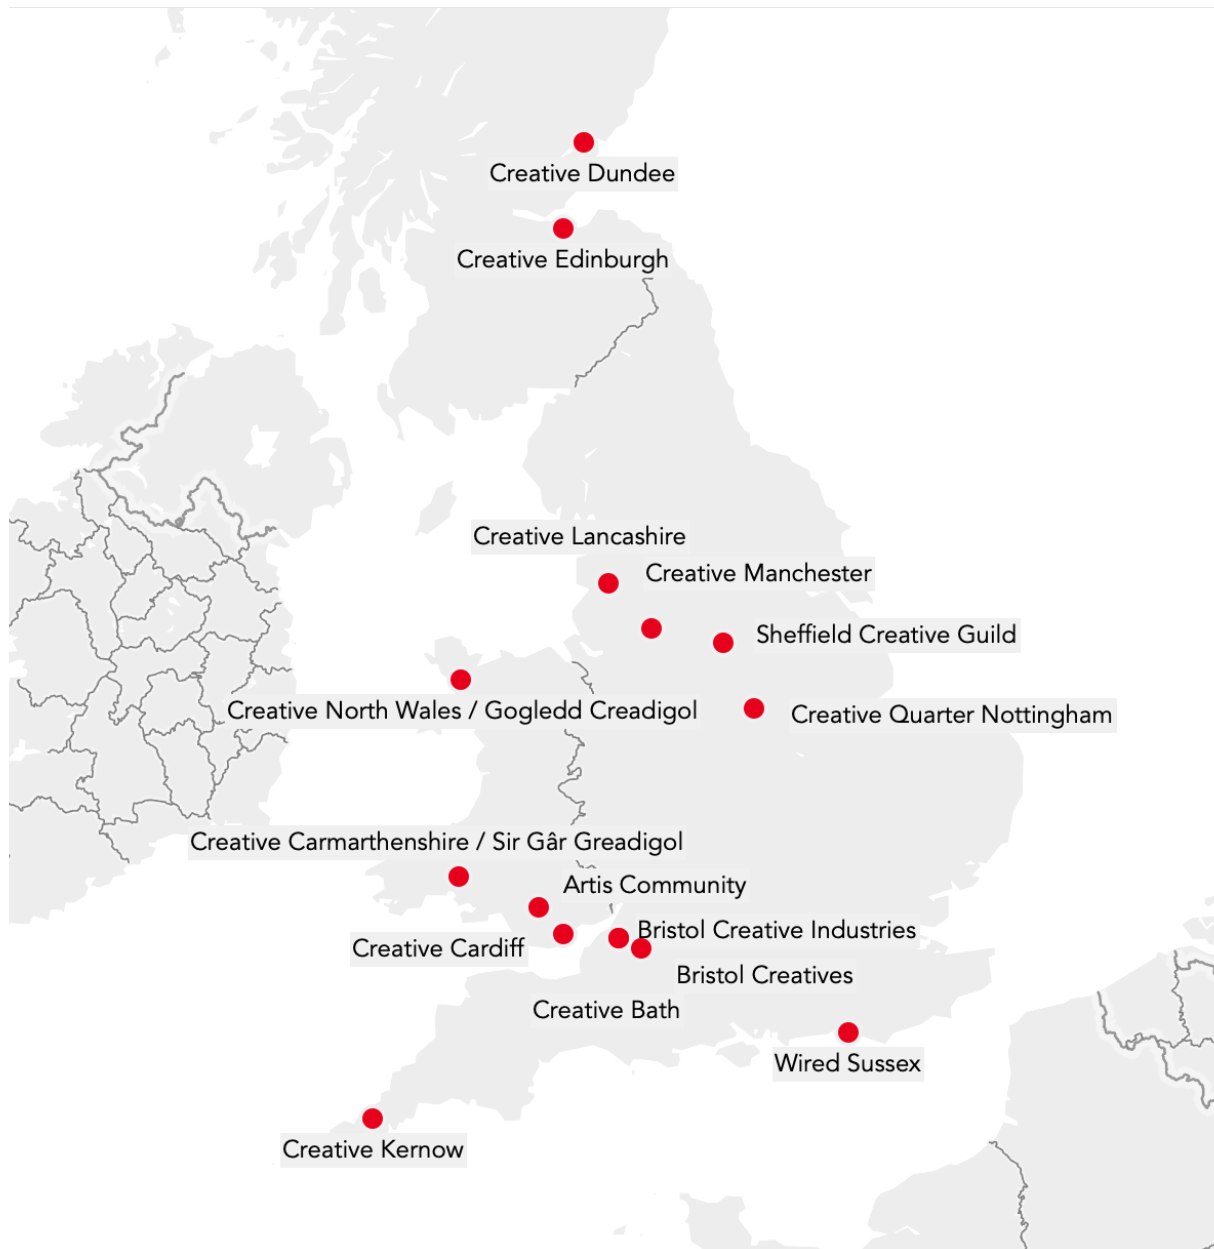 Creative Dundee
Creative Edinburgh
Creative Lancashire
Creative Manchester
Sheffield Creative Guild
Creative North Wales / Gogledd Creadigol
Creative Quarter Nottingham
Creative Carmarthenshire / Sir Gâr Greadigol
Artis Community
Bristol Creative Industries
Creative Cardiff
Bristol Creatives
Creative Bath
Wired Sussex
Creative Kernow